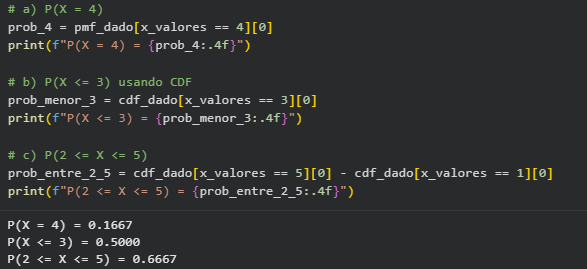 # a) P(X = 4)
prob_4 = pmf_dado[x_valores == 4][0]
print(f"P(X = 4) = {prob_4:.4f}")
# b) P(X <= 3) usando CDF
prob_menor_3 = cdf_dado[x_valores == 3][0]
print(f"P(X <= 3) = {prob_menor_3:.4f}")
# c) P(2 <= X <= 5)
prob_entre_2_5 = cdf_dado[x_valores == 5][0] - cdf_dado[x_valores == 1][0]
print(f"P(2 <= X <= 5) = {prob_entre_2_5:.4f}")
P(X = 4) = 0.1667
P(X <= 3) = 0.5000
P(2 <= X <= 5) = 0.6667